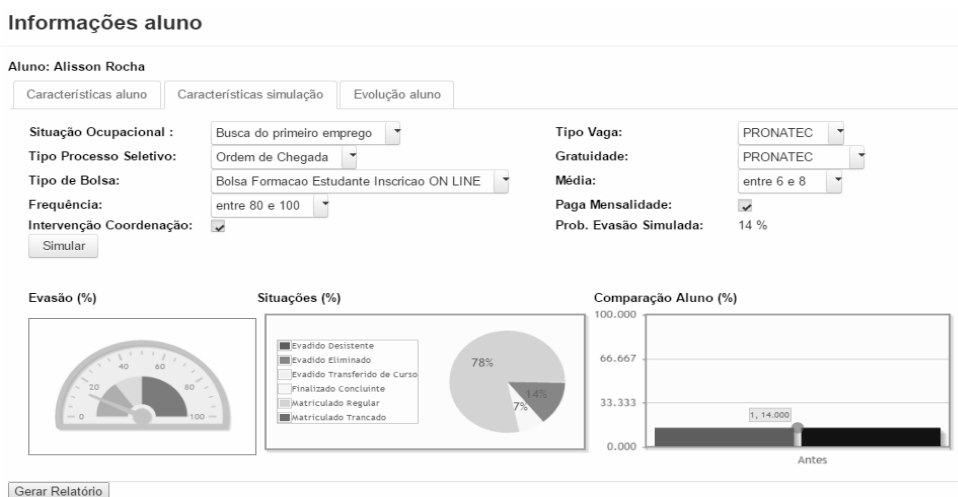 Informações aluno
Aluno: Alisson Rocha
Características aluno
Características simulação
Evolução aluno
Situação Ocupacional : Busca do primeiro emprego
Tipo Vaga: PRONATEC
Tipo Processo Seletivo: Ordem de Chegada
Gratuidade: PRONATEC
Tipo de Bolsa: Bolsa Formacao Estudante Inscricao ON LINE
Média: entre 6 e 8
Frequência: entre 80 e 100
Paga Mensalidade:
Intervenção Coordenação:
Prob. Evasão Simulada: 14 %
Simular
Evasão (%)
0
20
40
60
80
100
Situações (%)
Evadido Desistente
Evadido Eliminado
Evadido Transferido de Curso
Finalizado Concluinte
Matriculado Regular
Matriculado Trancado
78%
14%
7%
Comparação Aluno (%)
100.000
66.667
33.333
0.000
1, 14.000
Antes
Gerar Relatório